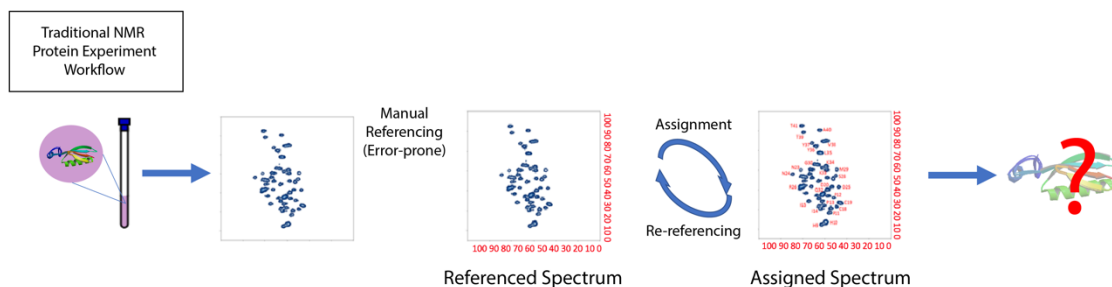 Traditional NMR
Protein Experiment
Workflow
Manual
Referencing
(Error-prone)
100 90 80 70 60 50 40 30 20 10 0
100 90 80 70 60 50 40 30 20 10 0
Referenced Spectrum
Assignment
Re-referencing
100 90 80 70 60 50 40 30 20 10 0
100 90 80 70 60 50 40 30 20 10 0
Assigned Spectrum
?